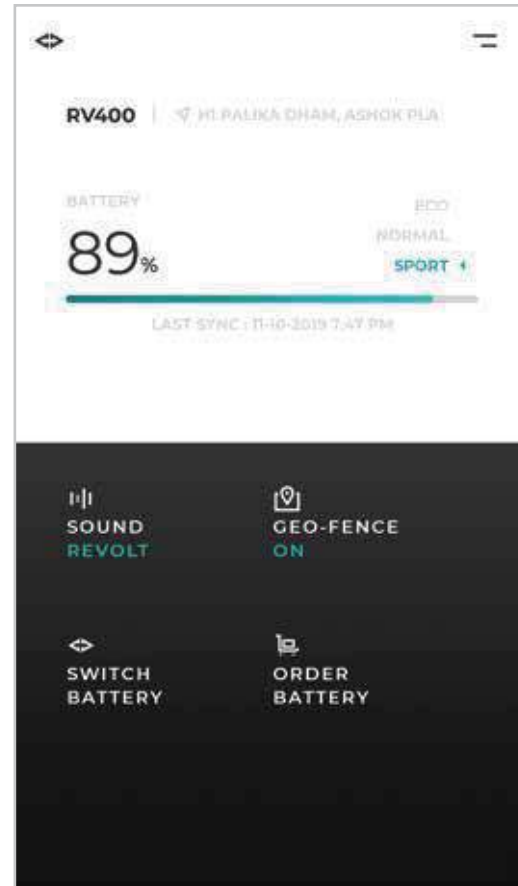 RV400 | H1 PALIKA DHAM, ASHOK PLA
BATTERY
89%
ECO
NORMAL
SPORT
LAST SYNC : 11-10-2019 7:47 PM
SOUND
REVOLT
GEO-FENCE
ON
SWITCH
BATTERY
ORDER
BATTERY